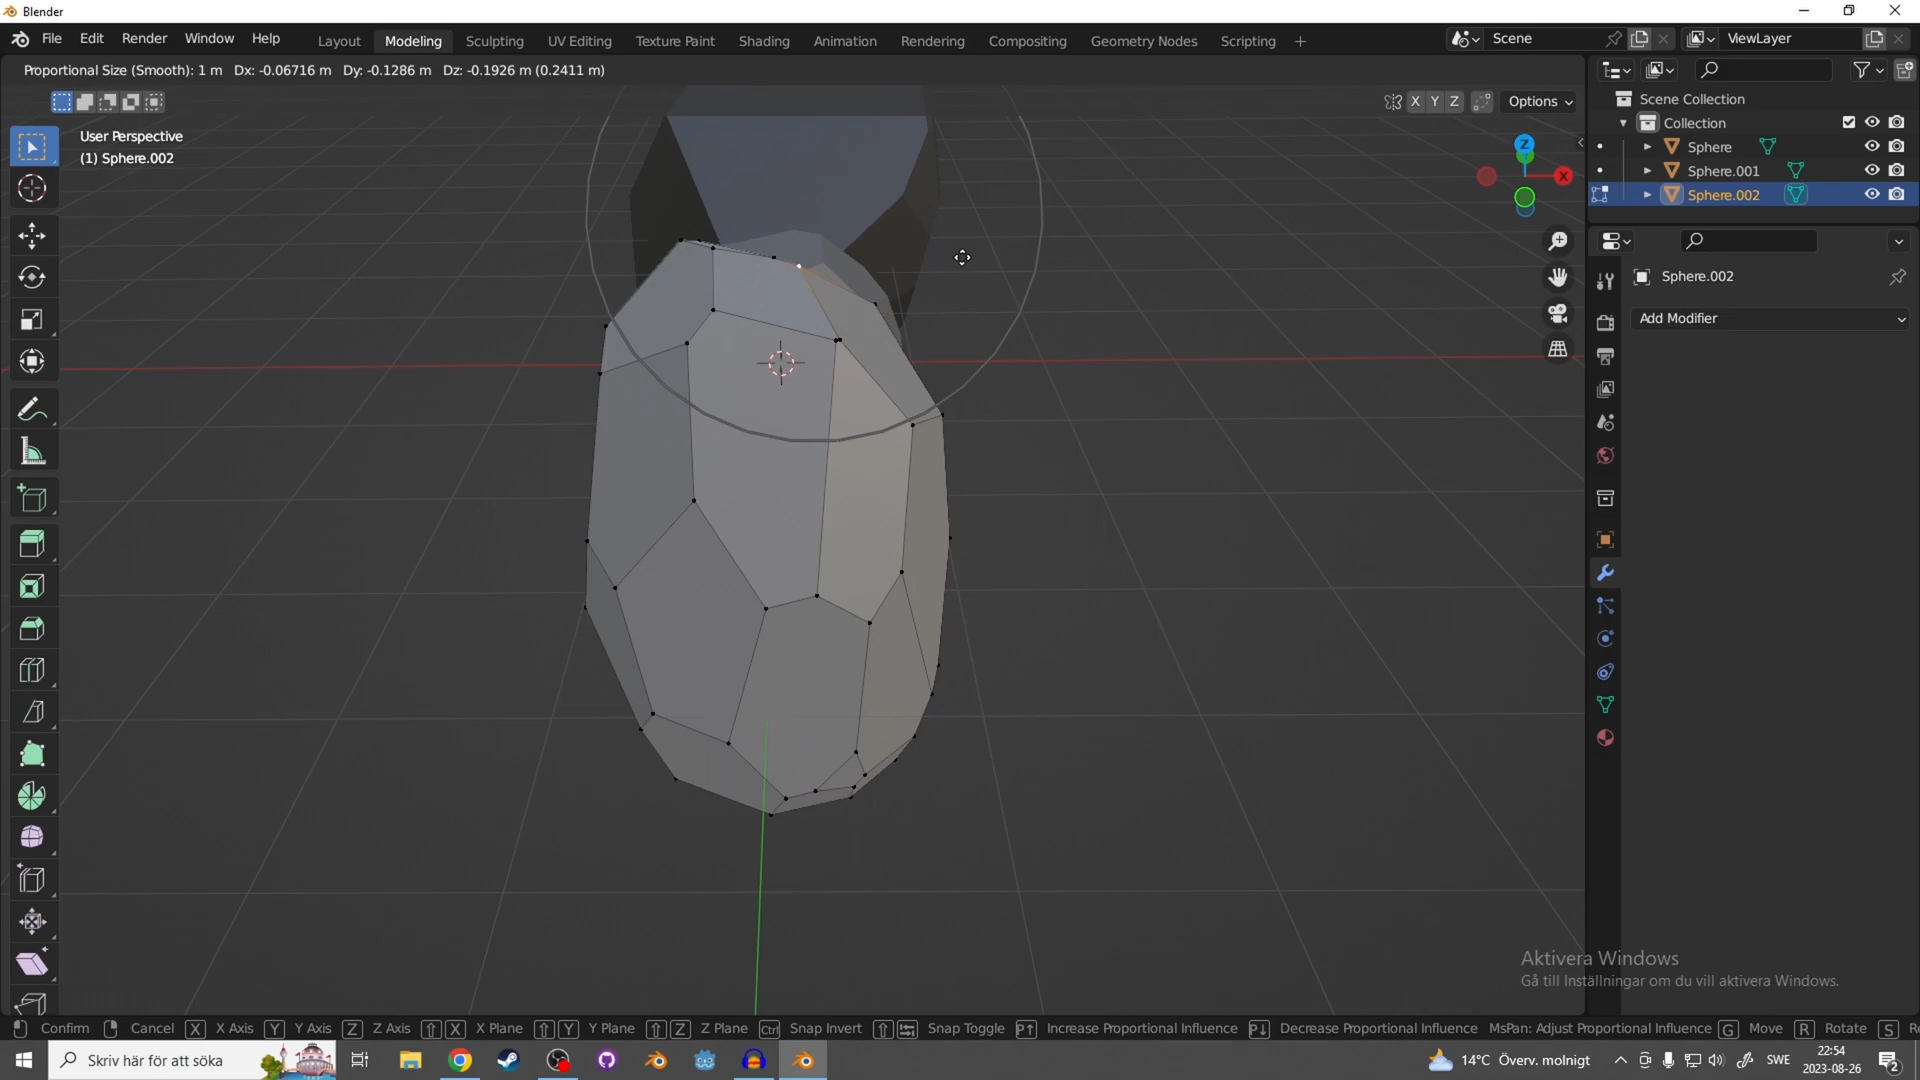 Blender
File Edit Render Window Help Layout Modeling Sculpting UV Editing Texture Paint Shading Animation Rendering Compositing Geometry Nodes Scripting + Scene ViewLayer
Proportional Size (Smooth): 1 m Dx: -0.06716 m Dy: -0.1286 m Dz: -0.1926 m (0.2411 m)
X Y Z Options
Scene Collection
Collection
Sphere
Sphere.001
Sphere.002
User Perspective
(1) Sphere.002
Z
X
Sphere.002
Add Modifier
Aktivera Windows
Gå till Inställningar om du vill aktivera Windows.
Confirm Cancel X X Axis Y Y Axis Z Z Axis X X Plane Y Y Plane Z Z Plane Ctrl Snap Invert Snap Toggle P Increase Proportional Influence P Decrease Proportional Influence MsPan: Adjust Proportional Influence G Move R Rotate S
Skriv här för att söka
14°C Överv. molnigt SWE 22:54
2023-08-26 2